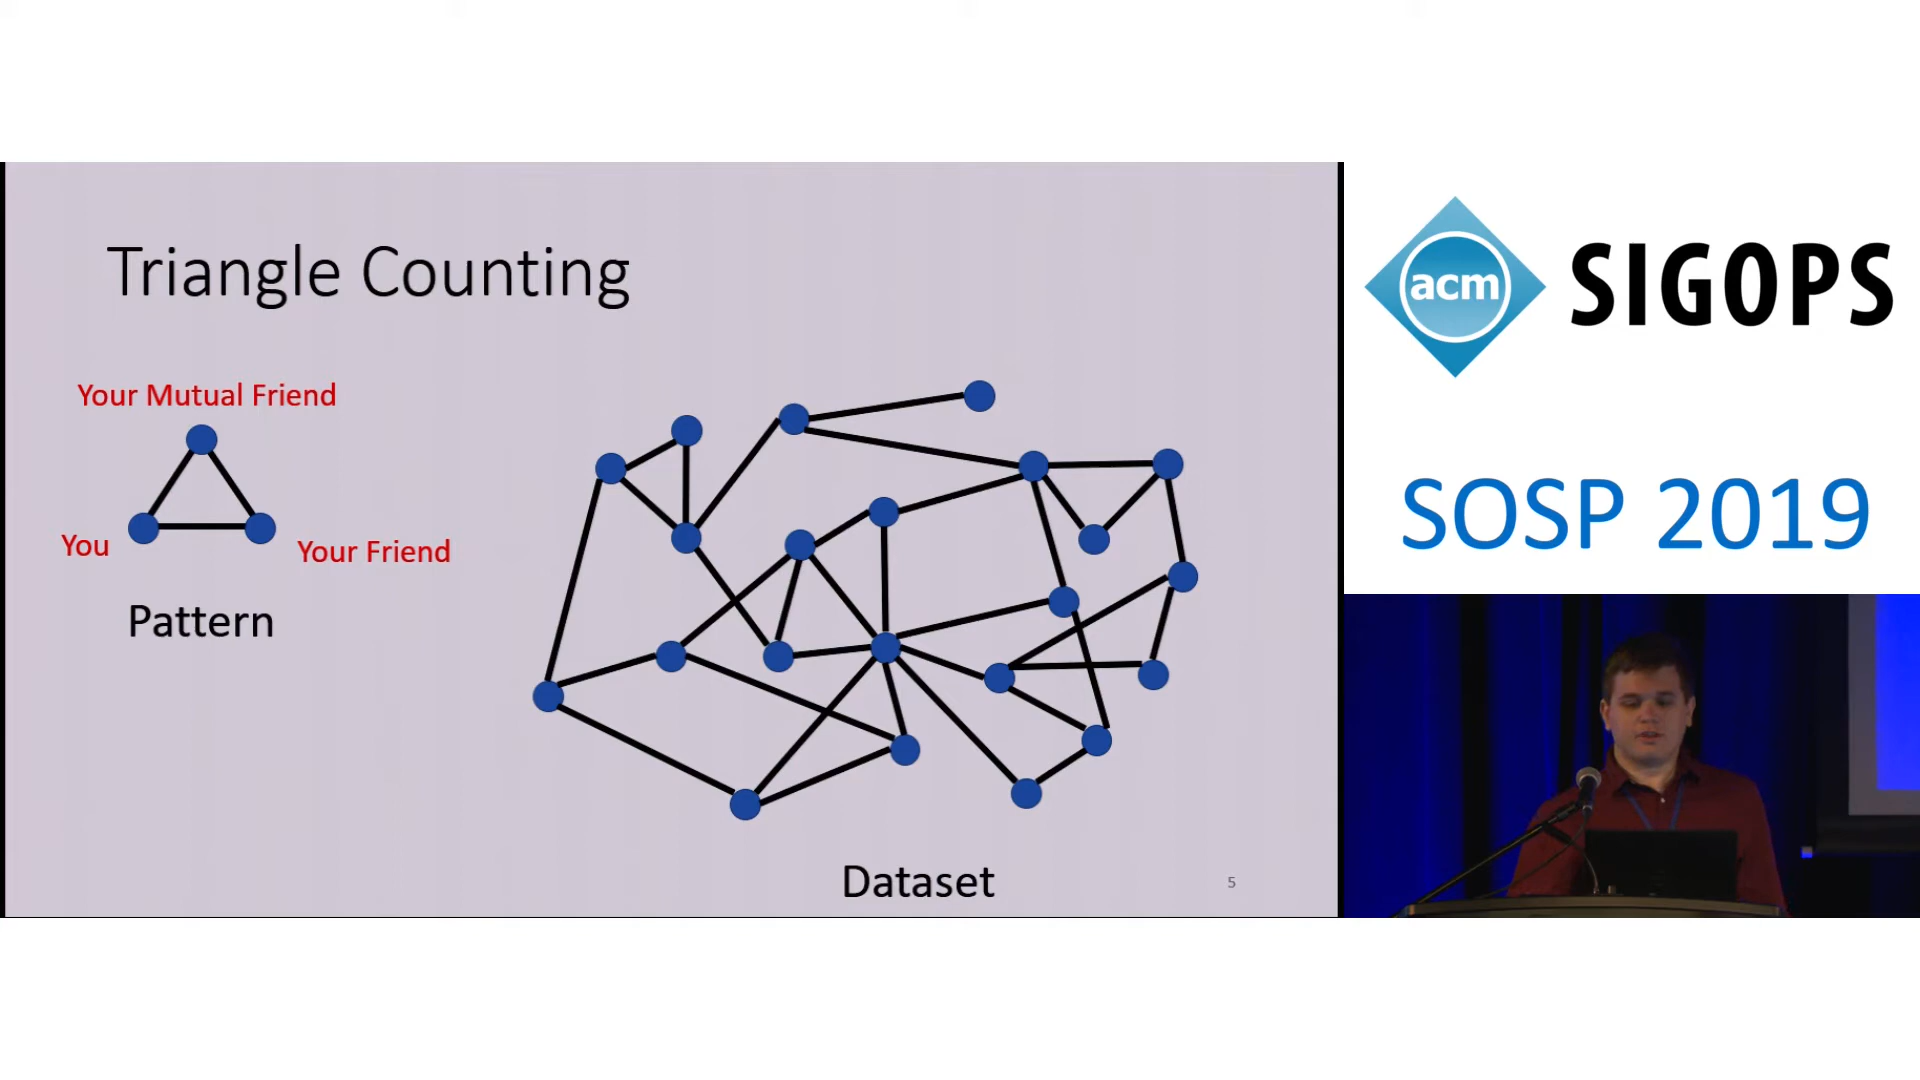 Triangle Counting
Your Mutual Friend
You
Your Friend
Pattern
Dataset
5
acm
SIGOPS
SOSP 2019